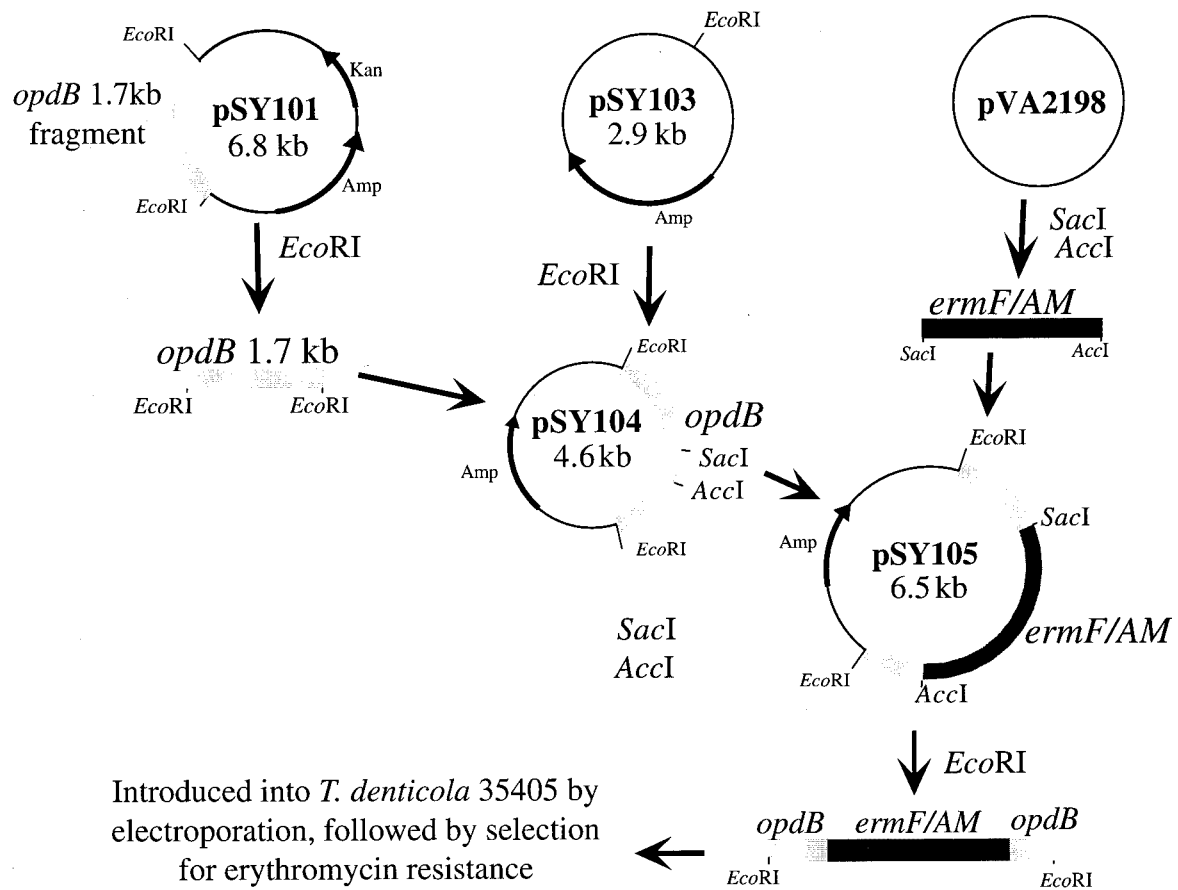 EcoRI
Kan
opdB 1.7kb
fragment
pSY101
6.8 kb
Amp
EcoRI
EcoRI
EcoRI
pSY103
2.9 kb
Amp
EcoRI
pVA2198
SacI
AccI
ermF/AM
SacI
AccI
opdB 1.7 kb
EcoRI
EcoRI
EcoRI
pSY104
4.6 kb
Amp
opdB
SacI
AccI
EcoRI
SacI
AccI
EcoRI
SacI
Amp
pSY105
6.5 kb
ermF/AM
EcoRI
AccI
EcoRI
opdB
ermF/AM
opdB
EcoRI
EcoRI
Introduced into T. denticola 35405 by
electroporation, followed by selection
for erythromycin resistance